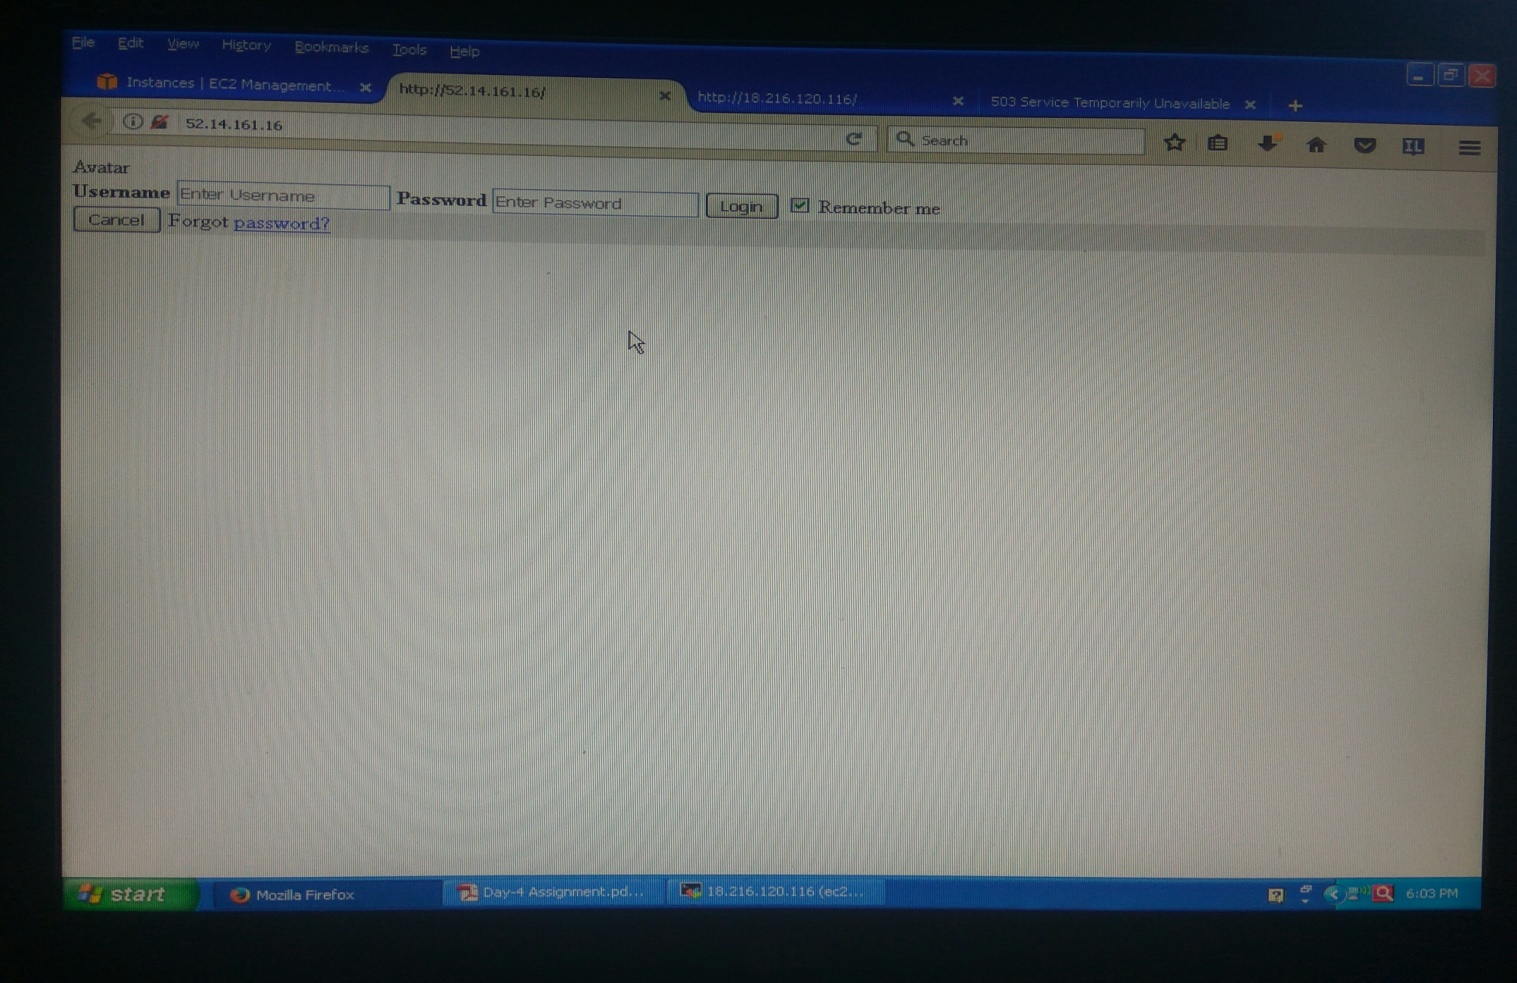 File Edit View History Bookmarks Tools Help
Instances | EC2 Management... http://52.14.161.16/ http://18.216.120.116/ 503 Service Temporarily Unavailable
52.14.161.16 Search IL
Avatar
Username Enter Username Password Enter Password Login Remember me
Cancel Forgot password?
start Mozilla Firefox Day-4 Assignment.pd... 18.216.120.116 (ec2... 6:03 PM